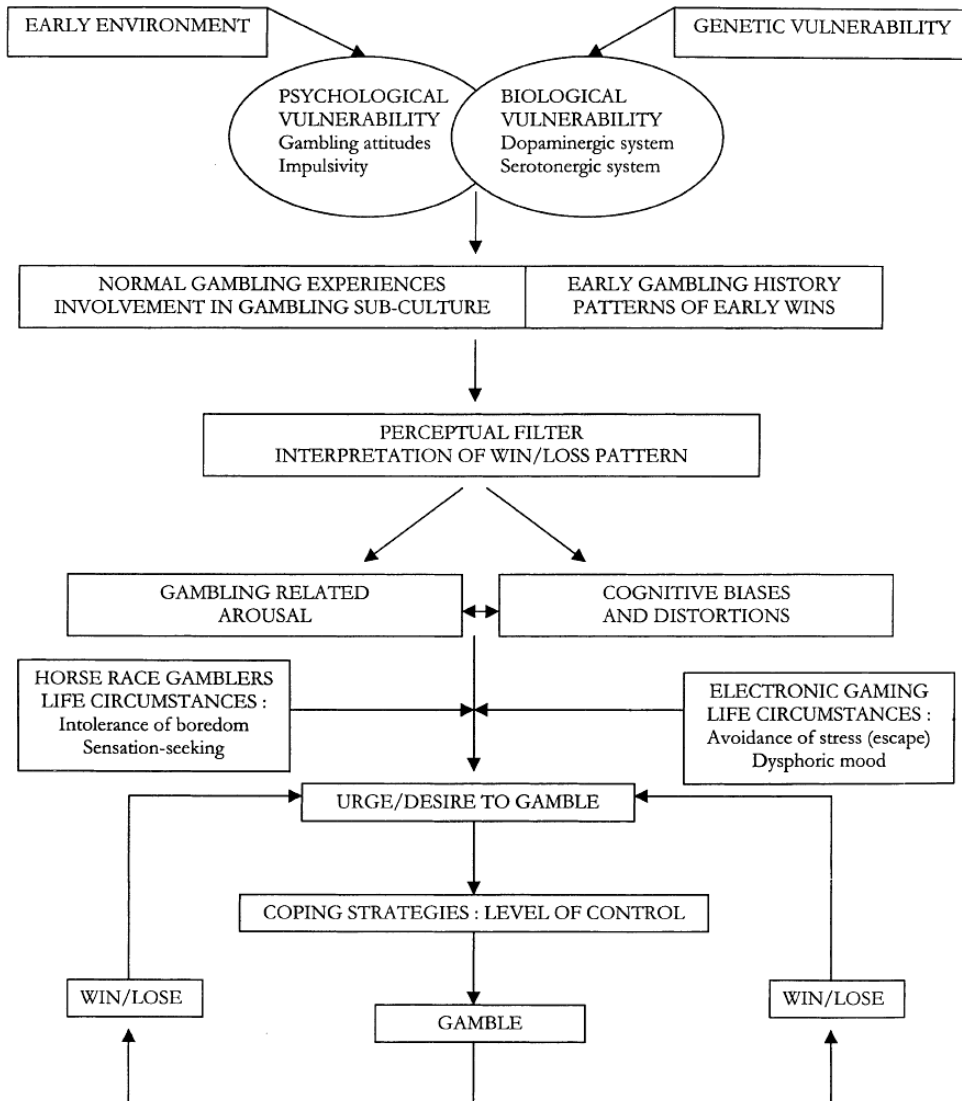 EARLY ENVIRONMENT
GENETIC VULNERABILITY
PSYCHOLOGICAL
VULNERABILITY
Gambling attitudes
Impulsivity
BIOLOGICAL
VULNERABILITY
Dopaminergic system
Serotonergic system
NORMAL GAMBLING EXPERIENCES
INVOLVEMENT IN GAMBLING SUB-CULTURE
EARLY GAMBLING HISTORY
PATTERNS OF EARLY WINS
PERCEPTUAL FILTER
INTERPRETATION OF WIN/LOSS PATTERN
GAMBLING RELATED
AROUSAL
COGNITIVE BIASES
AND DISTORTIONS
HORSE RACE GAMBLERS
LIFE CIRCUMSTANCES :
Intolerance of boredom
Sensation-seeking
ELECTRONIC GAMING
LIFE CIRCUMSTANCES :
Avoidance of stress (escape)
Dysphoric mood
URGE/DESIRE TO GAMBLE
COPING STRATEGIES : LEVEL OF CONTROL
WIN/LOSE
GAMBLE
WIN/LOSE